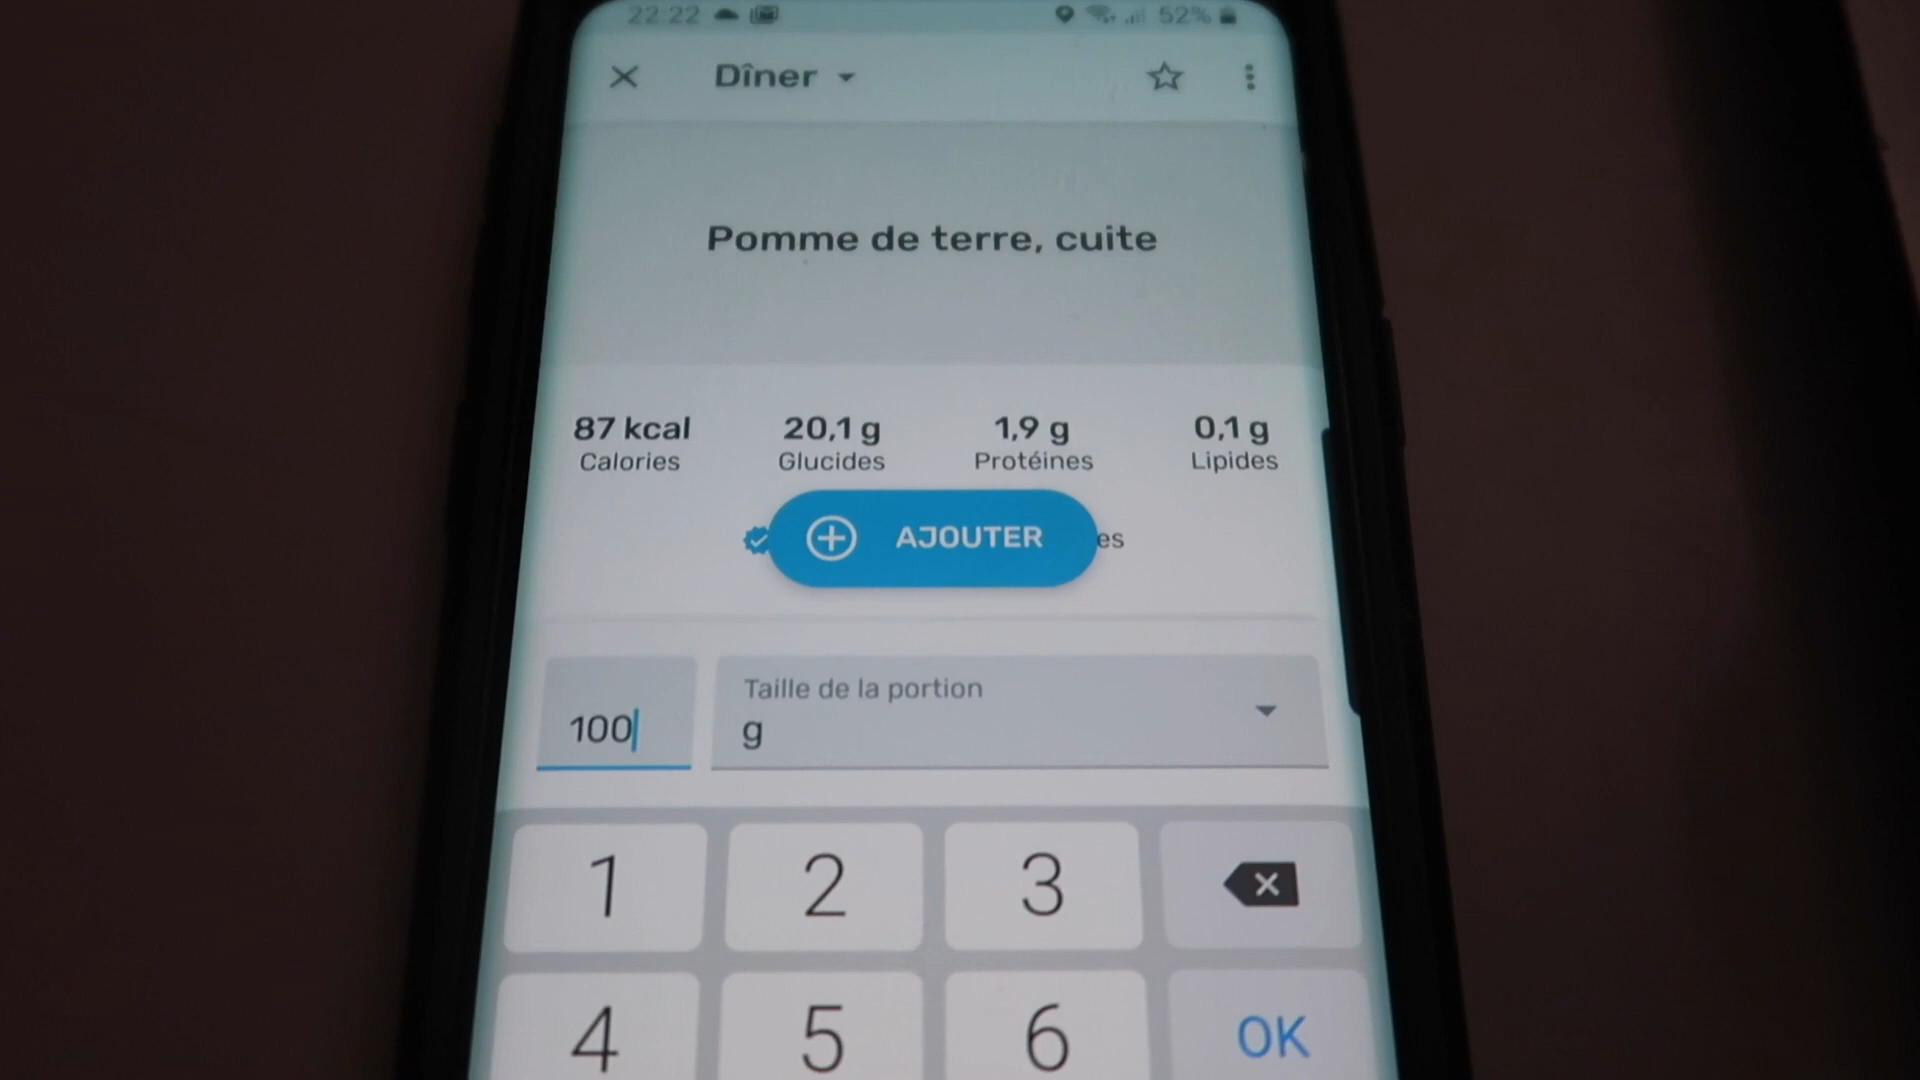 22:22 52%
Dîner
Pomme de terre, cuite
87 kcal 20,1 g 1,9 g 0,1 g
Calories Glucides Protéines Lipides
AJOUTER es
Taille de la portion
100 g
1 2 3
4 5 6 OK